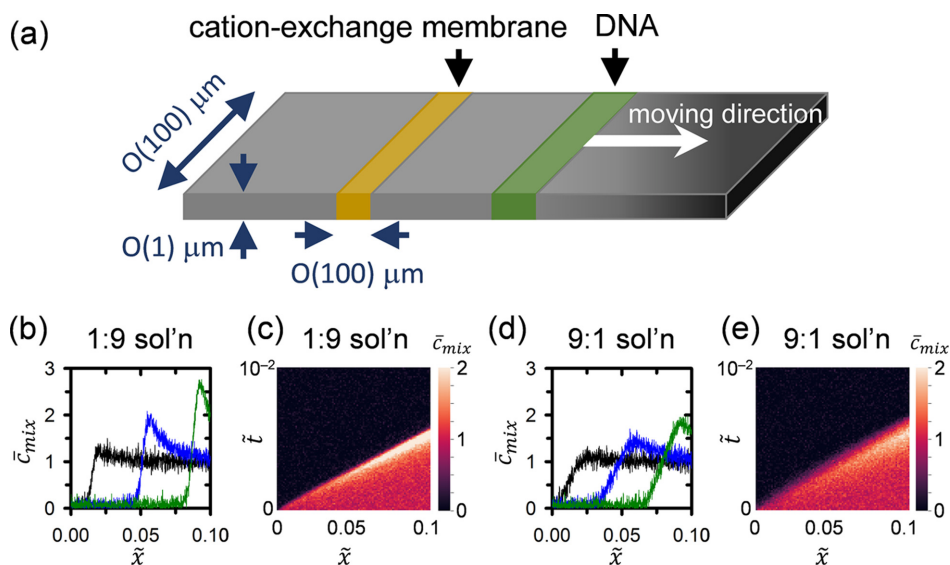 (a)
cation-exchange membrane
DNA
O(100) μm
moving direction
O(1) μm
O(100) μm
(b)
1:9 sol'n
c̄mix
3
2
1
0
0.00
0.05
0.10
x̃
(c)
1:9 sol'n
c̄mix
10⁻²
t̃
0
0
0.05
0.1
x̃
2
1
0
(d)
9:1 sol'n
c̄mix
3
2
1
0
0.00
0.05
0.10
x̃
(e)
9:1 sol'n
c̄mix
10⁻²
t̃
0
0
0.05
0.1
x̃
2
1
0